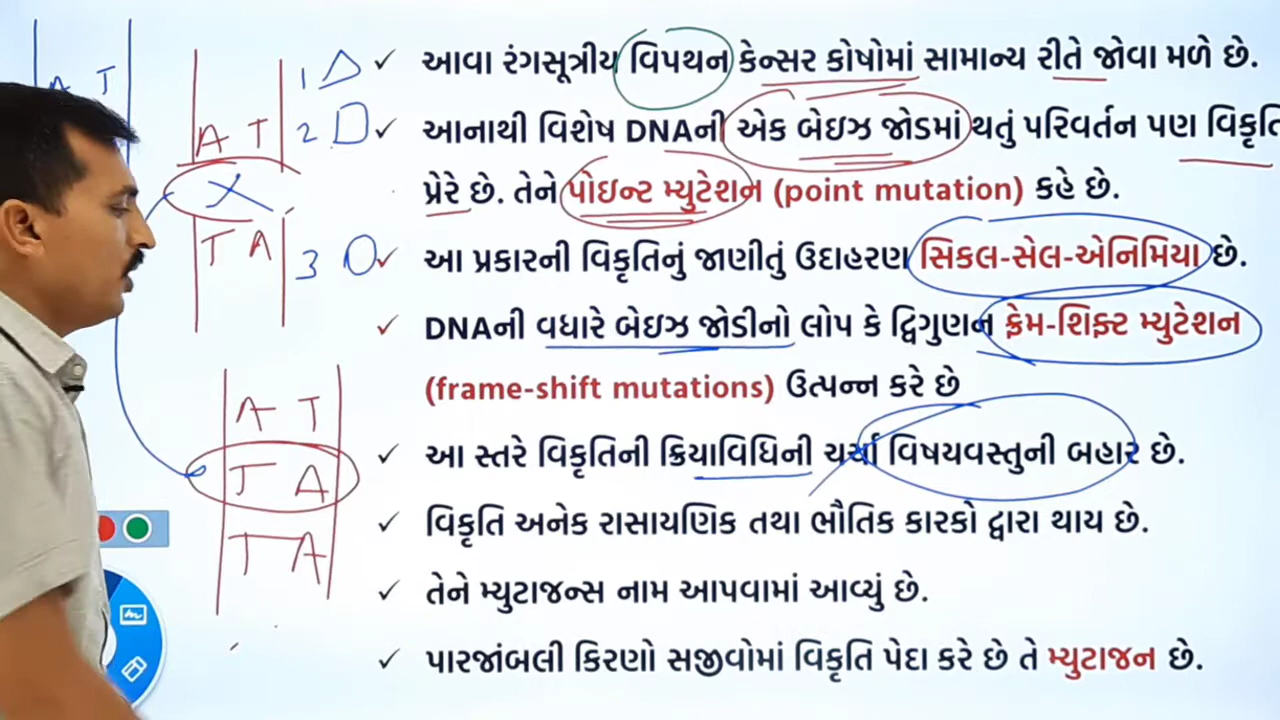 A T
A T
T A
1
2
3
A T
T A
T A
✓ આવા રંગસૂત્રીય વિપથન કેન્સર કોષોમાં સામાન્ય રીતે જોવા મળે છે.
✓ આનાથી વિશેષ DNAની એક બેઇઝ જોડમાં થતું પરિવર્તન પણ વિકૃતિ
પ્રેરે છે. તેને પોઇન્ટ મ્યુટેશન (point mutation) કહે છે.
✓ આ પ્રકારની વિકૃતિનું જાણીતું ઉદાહરણ સિકલ-સેલ-એનિમિયા છે.
✓ DNAની વધારે બેઇઝ જોડીનો લોપ કે દ્વિગુણન ફ્રેમ-શિફ્ટ મ્યુટેશન
(frame-shift mutations) ઉત્પન્ન કરે છે
✓ આ સ્તરે વિકૃતિની ક્રિયાવિધિની ચર્ચા વિષયવસ્તુની બહાર છે.
✓ વિકૃતિ અનેક રાસાયણિક તથા ભૌતિક કારકો દ્વારા થાય છે.
✓ તેને મ્યુટાજન્સ નામ આપવામાં આવ્યું છે.
✓ પારજાંબલી કિરણો સજીવોમાં વિકૃતિ પેદા કરે છે તે મ્યુટાજન છે.